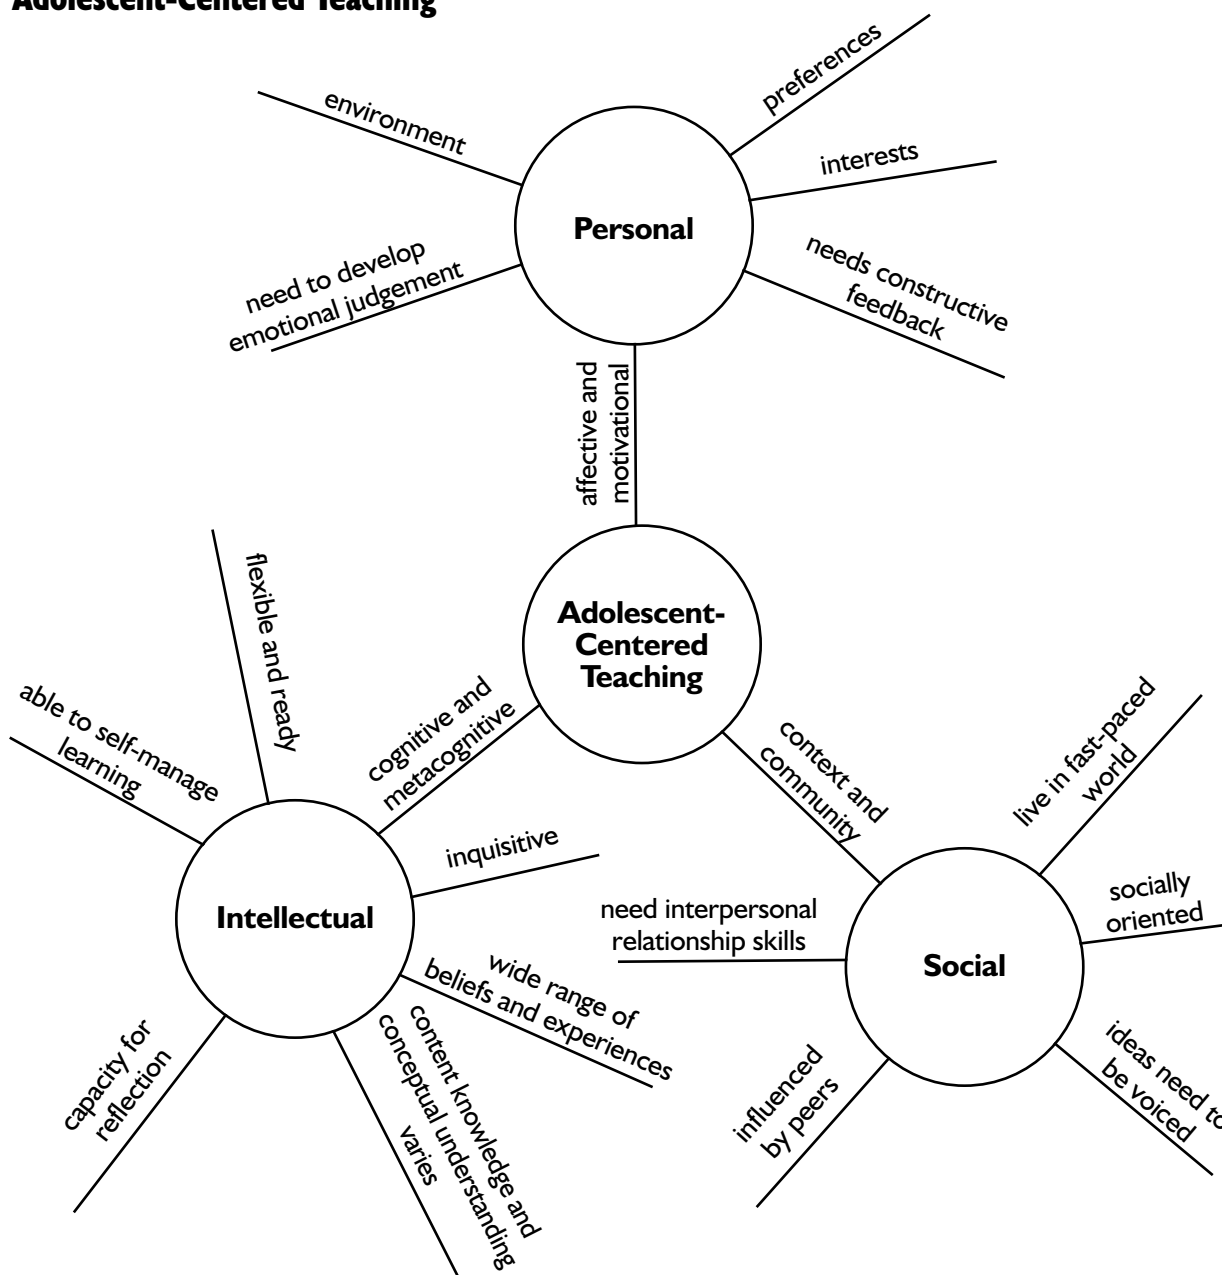 Adolescent-Centered Teaching
preferences
environment
interests
Personal
needs constructive
feedback
need to develop
emotional judgement
affective and
motivational
Adolescent-
Centered
Teaching
flexible and ready
able to self-manage
learning
cognitive and
metacognitive
context and
community
live in fast-paced
world
inquisitive
Intellectual
need interpersonal
relationship skills
socially
oriented
Social
wide range of
beliefs and experiences
content knowledge and
conceptual understanding
varies
capacity for
reflection
influenced
by peers
ideas need to
be voiced